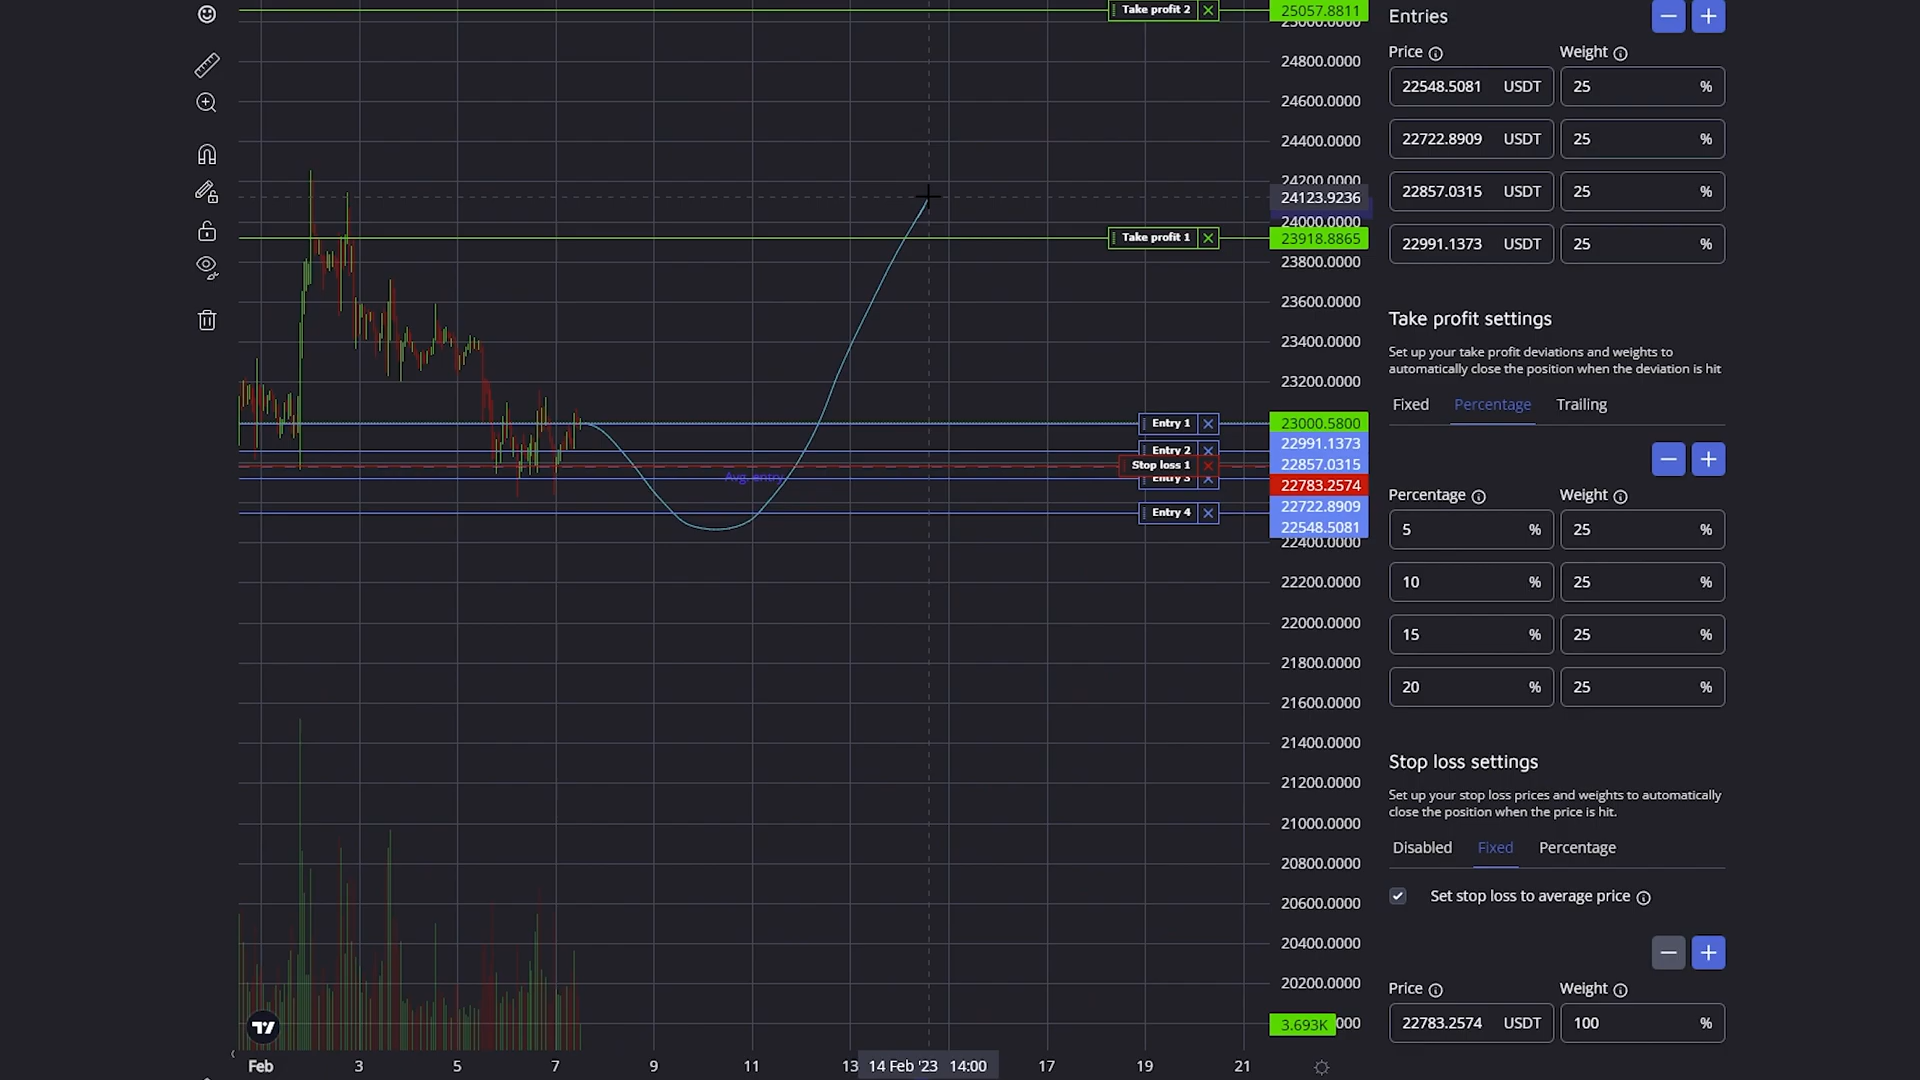 Take profit 2
25057.8811
25000.0000
24800.0000
24600.0000
24400.0000
24200.0000
24123.9236
24000.0000
Take profit 1
23918.8865
23800.0000
23600.0000
23400.0000
23200.0000
Entry 1
23000.5800
22991.1373
Entry 2
22857.0315
Stop loss 1
Avg. entry
Entry 3
22783.2574
22722.8909
Entry 4
22548.5081
22400.0000
22200.0000
22000.0000
21800.0000
21600.0000
21400.0000
21200.0000
21000.0000
20800.0000
20600.0000
20400.0000
20200.0000
3.693K
000
Feb 3 5 7 9 11 13 14 Feb '23 14:00 17 19 21
Entries
Price Weight
22548.5081 USDT 25 %
22722.8909 USDT 25 %
22857.0315 USDT 25 %
22991.1373 USDT 25 %
Take profit settings
Set up your take profit deviations and weights to
automatically close the position when the deviation is hit
Fixed Percentage Trailing
Percentage Weight
5 % 25 %
10 % 25 %
15 % 25 %
20 % 25 %
Stop loss settings
Set up your stop loss prices and weights to automatically
close the position when the price is hit.
Disabled Fixed Percentage
Set stop loss to average price
Price Weight
22783.2574 USDT 100 %